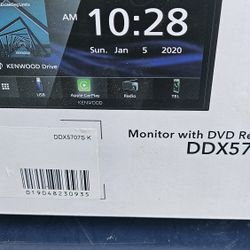 AM 10:28
Sun. Jan 5 2020
KENWOOD Drive
USB
Apple CarPlay
Radio
TEL
KENWOOD
Monitor with DVD Re
DDX57
DDX5707S K
019048230935